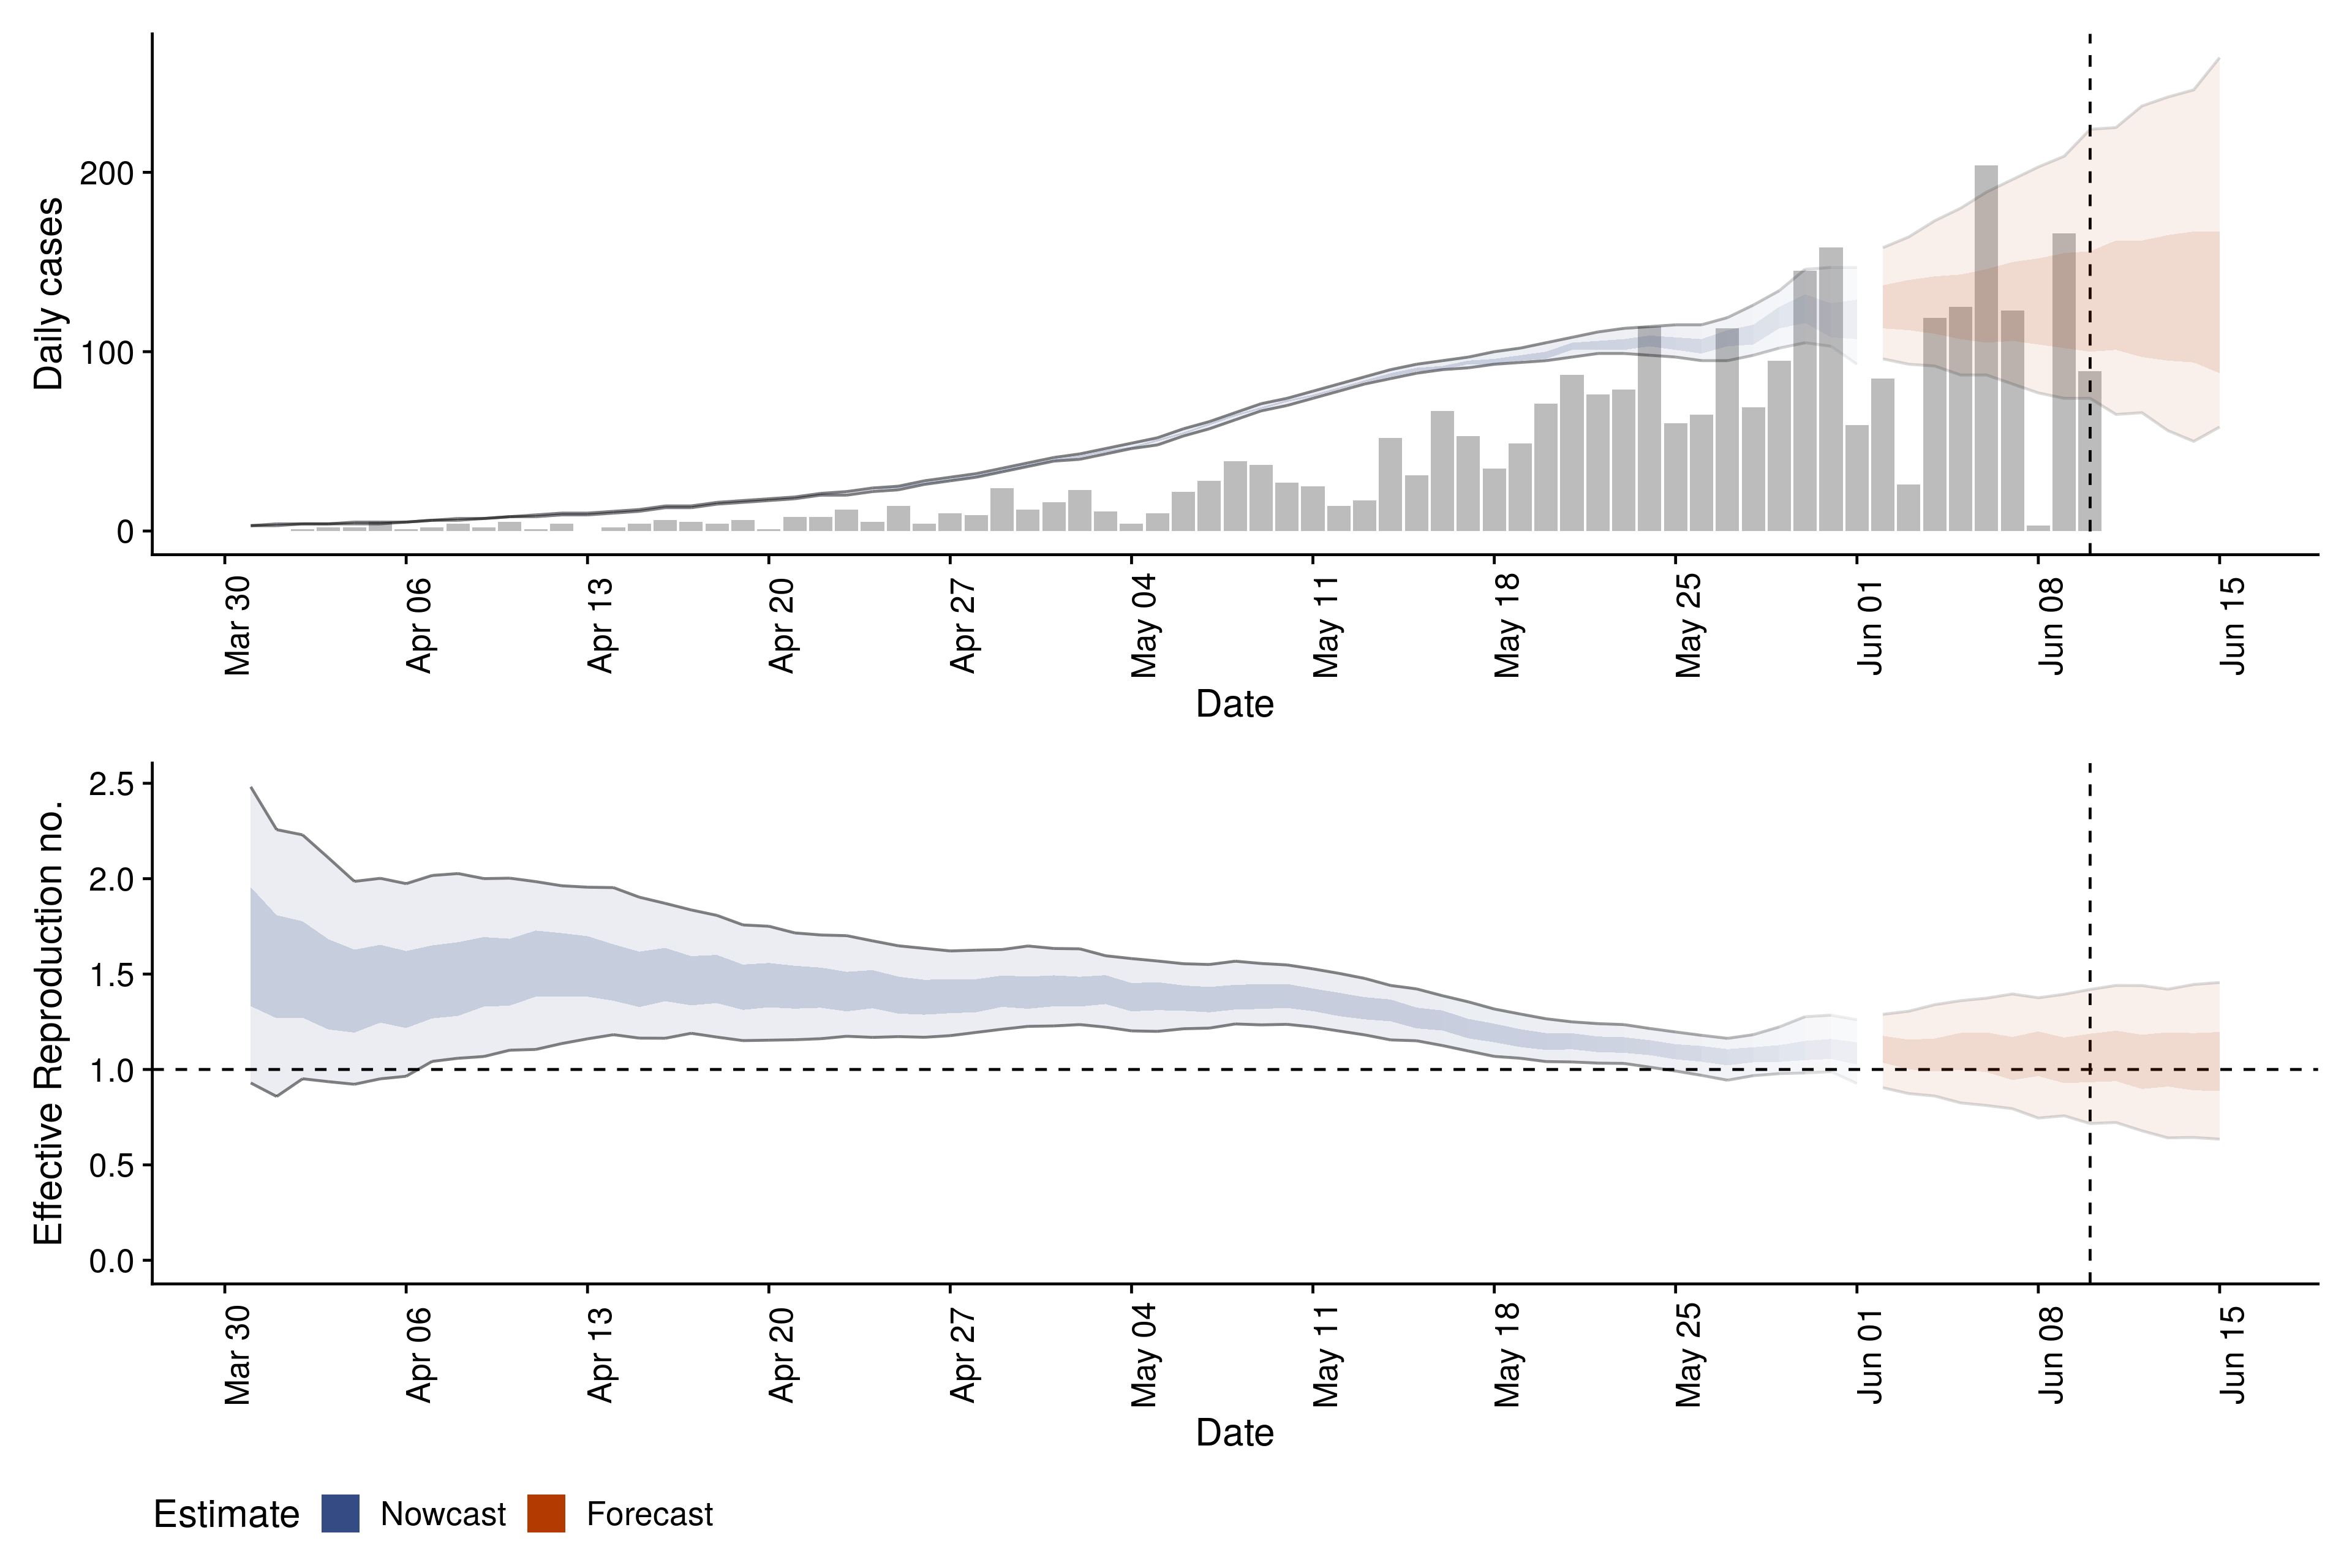 Daily cases
200
100
0
Mar 30
Apr 06
Apr 13
Apr 20
Apr 27
May 04
May 11
May 18
May 25
Jun 01
Jun 08
Jun 15
Date
Effective Reproduction no.
2.5
2.0
1.5
1.0
0.5
0.0
Mar 30
Apr 06
Apr 13
Apr 20
Apr 27
May 04
May 11
May 18
May 25
Jun 01
Jun 08
Jun 15
Date
Estimate Nowcast Forecast